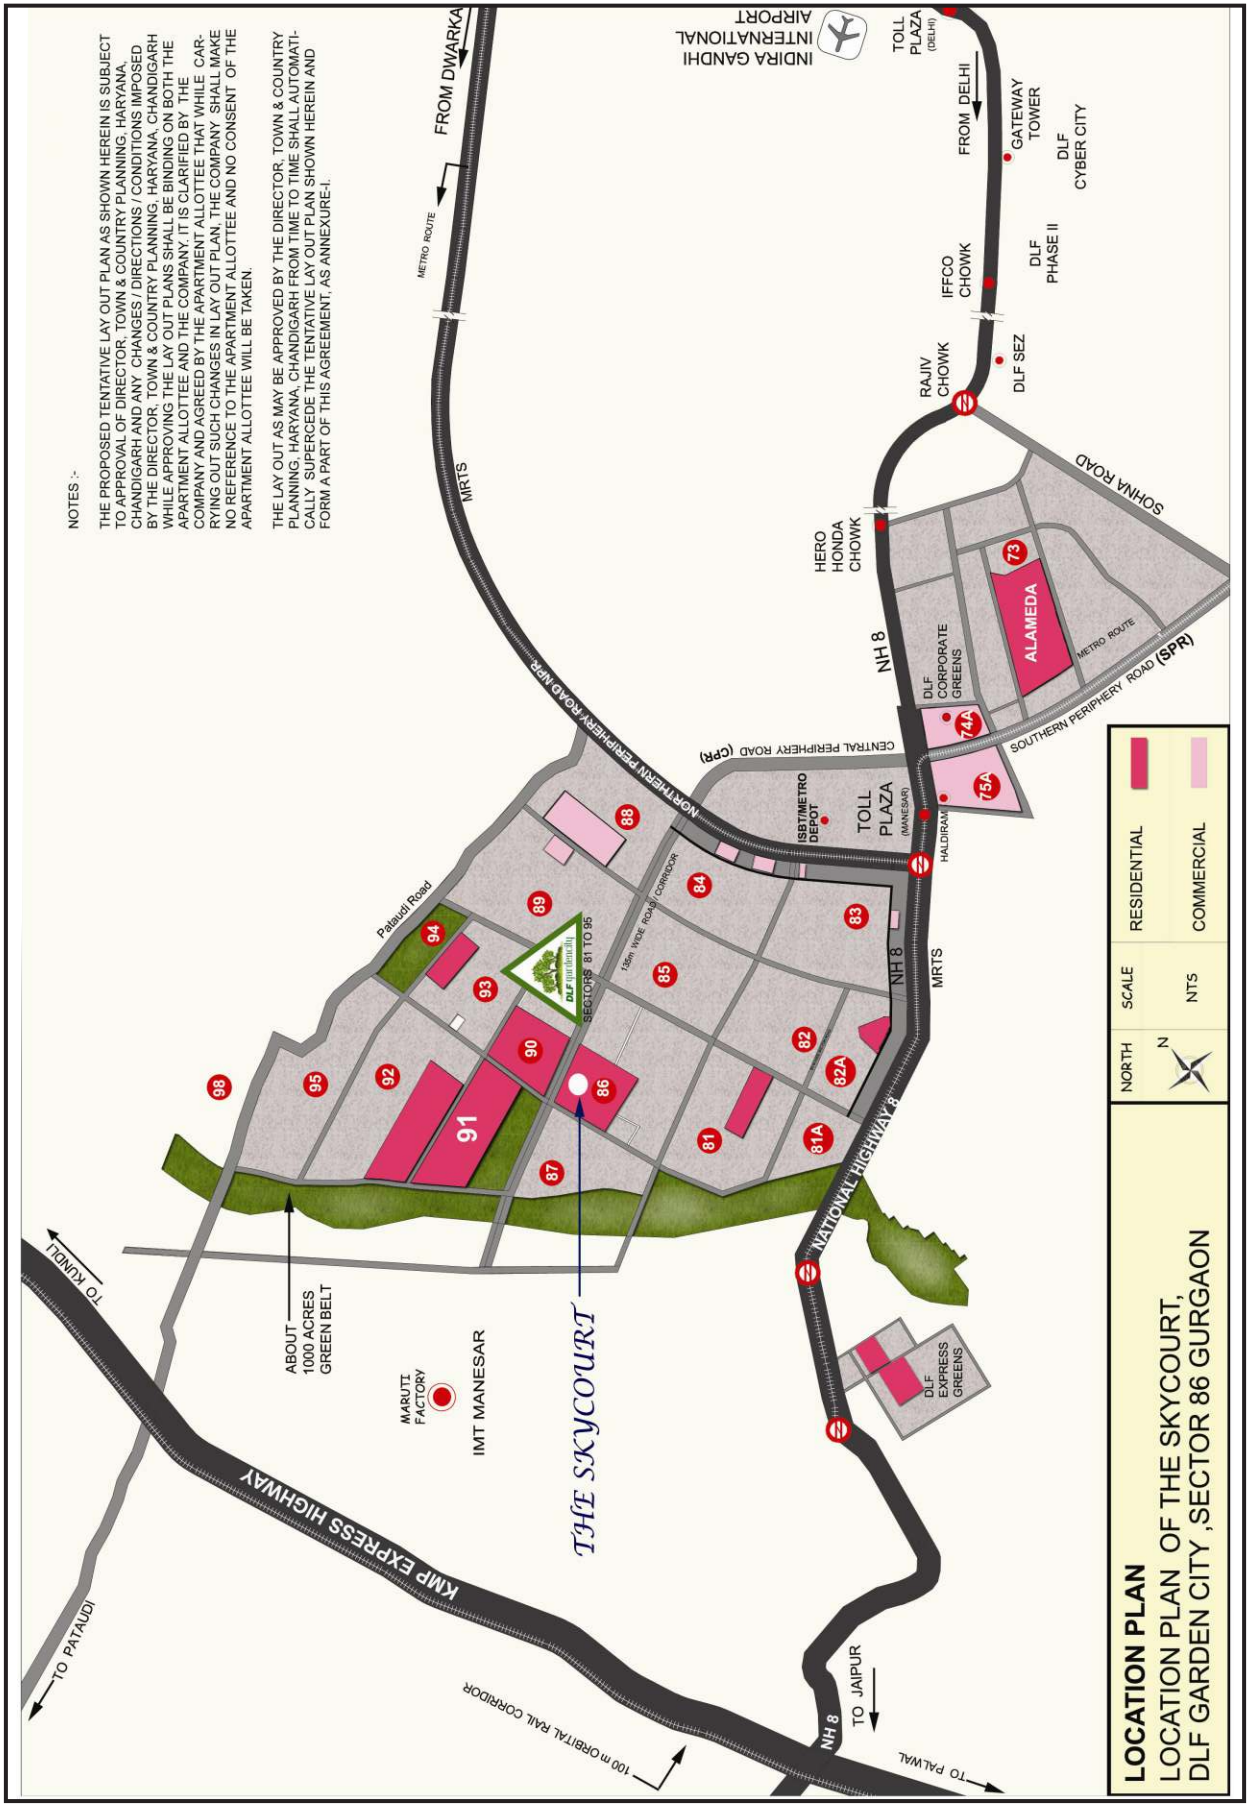 NOTES :-
THE PROPOSED TENTATIVE LAY OUT PLAN AS SHOWN HEREIN IS SUBJECT
TO APPROVAL OF DIRECTOR, TOWN & COUNTRY PLANNING, HARYANA,
CHANDIGARH AND ANY CHANGES / DIRECTIONS / CONDITIONS IMPOSED
BY THE DIRECTOR, TOWN & COUNTRY PLANNING, HARYANA, CHANDIGARH
WHILE APPROVING THE LAY OUT PLANS SHALL BE BINDING ON BOTH THE
APARTMENT ALLOTTEE AND THE COMPANY. IT IS CLARIFIED BY THE
COMPANY AND AGREED BY THE APARTMENT ALLOTEE THAT WHILE CAR-
RYING OUT SUCH CHANGES IN LAY OUT PLAN, THE COMPANY SHALL MAKE
NO REFERENCE TO THE APARTMENT ALLOTTEE AND NO CONSENT OF THE
APARTMENT ALLOTTEE WILL BE TAKEN.
THE LAY OUT AS MAY BE APPROVED BY THE DIRECTOR, TOWN & COUNTRY
PLANNING, HARYANA, CHANDIGARH FROM TIME TO TIME SHALL AUTOMATI-
CALLY SUPERCEDE THE TENTATIVE LAY OUT PLAN SHOWN HEREIN AND
FORM A PART OF THIS AGREEMENT, AS ANNEXURE-I.
TO PATAUDI
TO KUNDLI
KMP EXPRESS HIGHWAY
100 m ORBITAL RAIL CORRIDOR
TO PALWAL
NH 8
TO JAIPUR
ABOUT
1000 ACRES
GREEN BELT
MARUTI
FACTORY
IMT MANESAR
THE SKYCOURT
98
95
92
91
90
93
94
Pataudi Road
89
88
DLF gardencity
SECTORS 81 TO 95
135m WIDE ROAD / CORRIDOR
86
87
85
84
83
82
82A
81
81A
NH 8
MRTS
NATIONAL HIGHWAY 8
DLF
EXPRESS
GREENS
FROM DWARKA
METRO ROUTE
MRTS
NORTHERN PERIPHERY ROAD-NPR
CENTRAL PERIPHERY ROAD (CPR)
ISBT/METRO
DEPOT
TOLL
PLAZA
(MANESAR)
HALDIRAM
75A
74A
DLF
CORPORATE
GREENS
NH 8
HERO
HONDA
CHOWK
73
ALAMEDA
METRO ROUTE
SOUTHERN PERIPHERY ROAD (SPR)
SOHNA ROAD
RAJIV
CHOWK
DLF SEZ
IFFCO
CHOWK
DLF
PHASE II
GATEWAY
TOWER
DLF
CYBER CITY
FROM DELHI
TOLL
PLAZA
(DELHI)
INDIRA GANDHI
INTERNATIONAL
AIRPORT
LOCATION PLAN
LOCATION PLAN OF THE SKYCOURT,
DLF GARDEN CITY ,SECTOR 86 GURGAON
NORTH
N
SCALE
NTS
RESIDENTIAL
COMMERCIAL